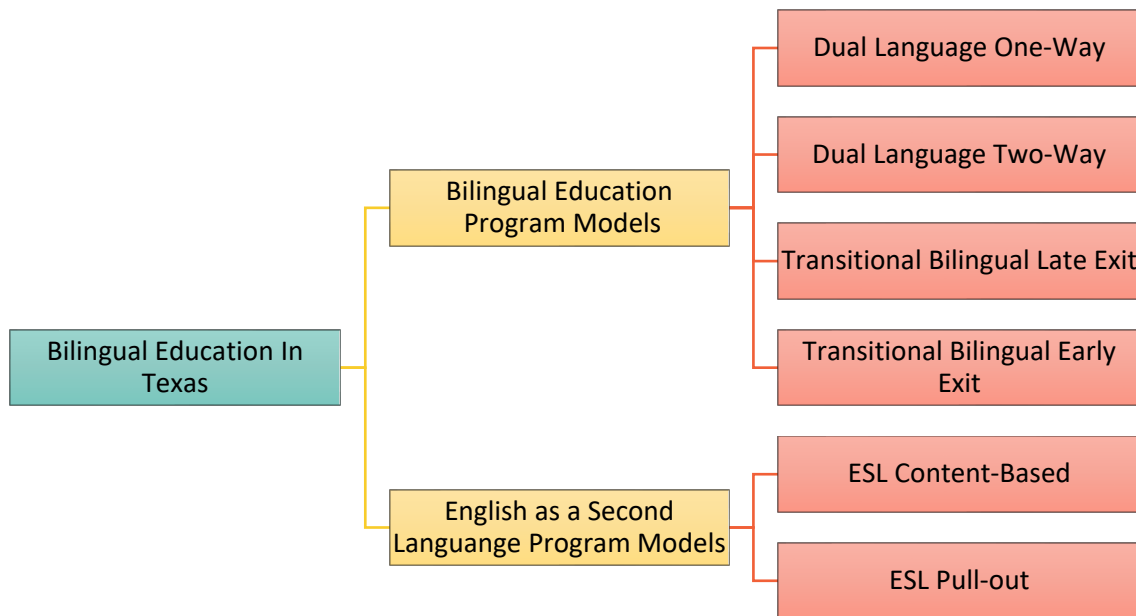 Bilingual Education In
Texas
Bilingual Education
Program Models
Dual Language One-Way
Dual Language Two-Way
Transitional Bilingual Late Exit
Transitional Bilingual Early
Exit
English as a Second
Languange Program Models
ESL Content-Based
ESL Pull-out